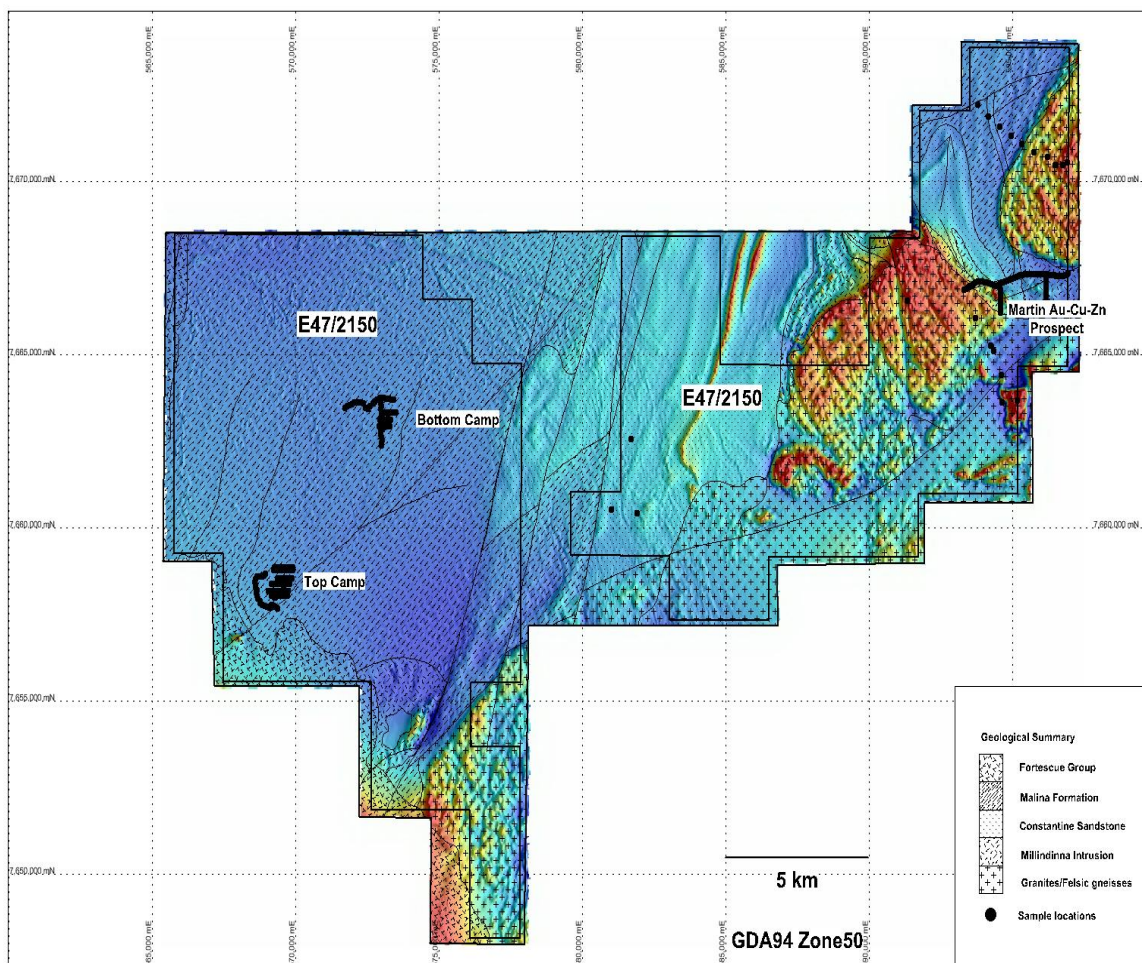 565,000 mE
570,000 mE
575,000 mE
580,000 mE
585,000 mE
590,000 mE
7,670,000 mN
7,670,000 mN
E47/2150
Martin Au-Cu-Zn
Prospect
7,665,000 mN
7,665,000 mN
Bottom Camp
E47/2150
7,660,000 mN
7,660,000 mN
Top Camp
7,655,000 mN
7,650,000 mN
5 km
GDA94 Zone50
Geological Summary
Fortescue Group
Malina Formation
Constantine Sandstone
Millindinna Intrusion
Granites/Felsic gneisses
Sample locations